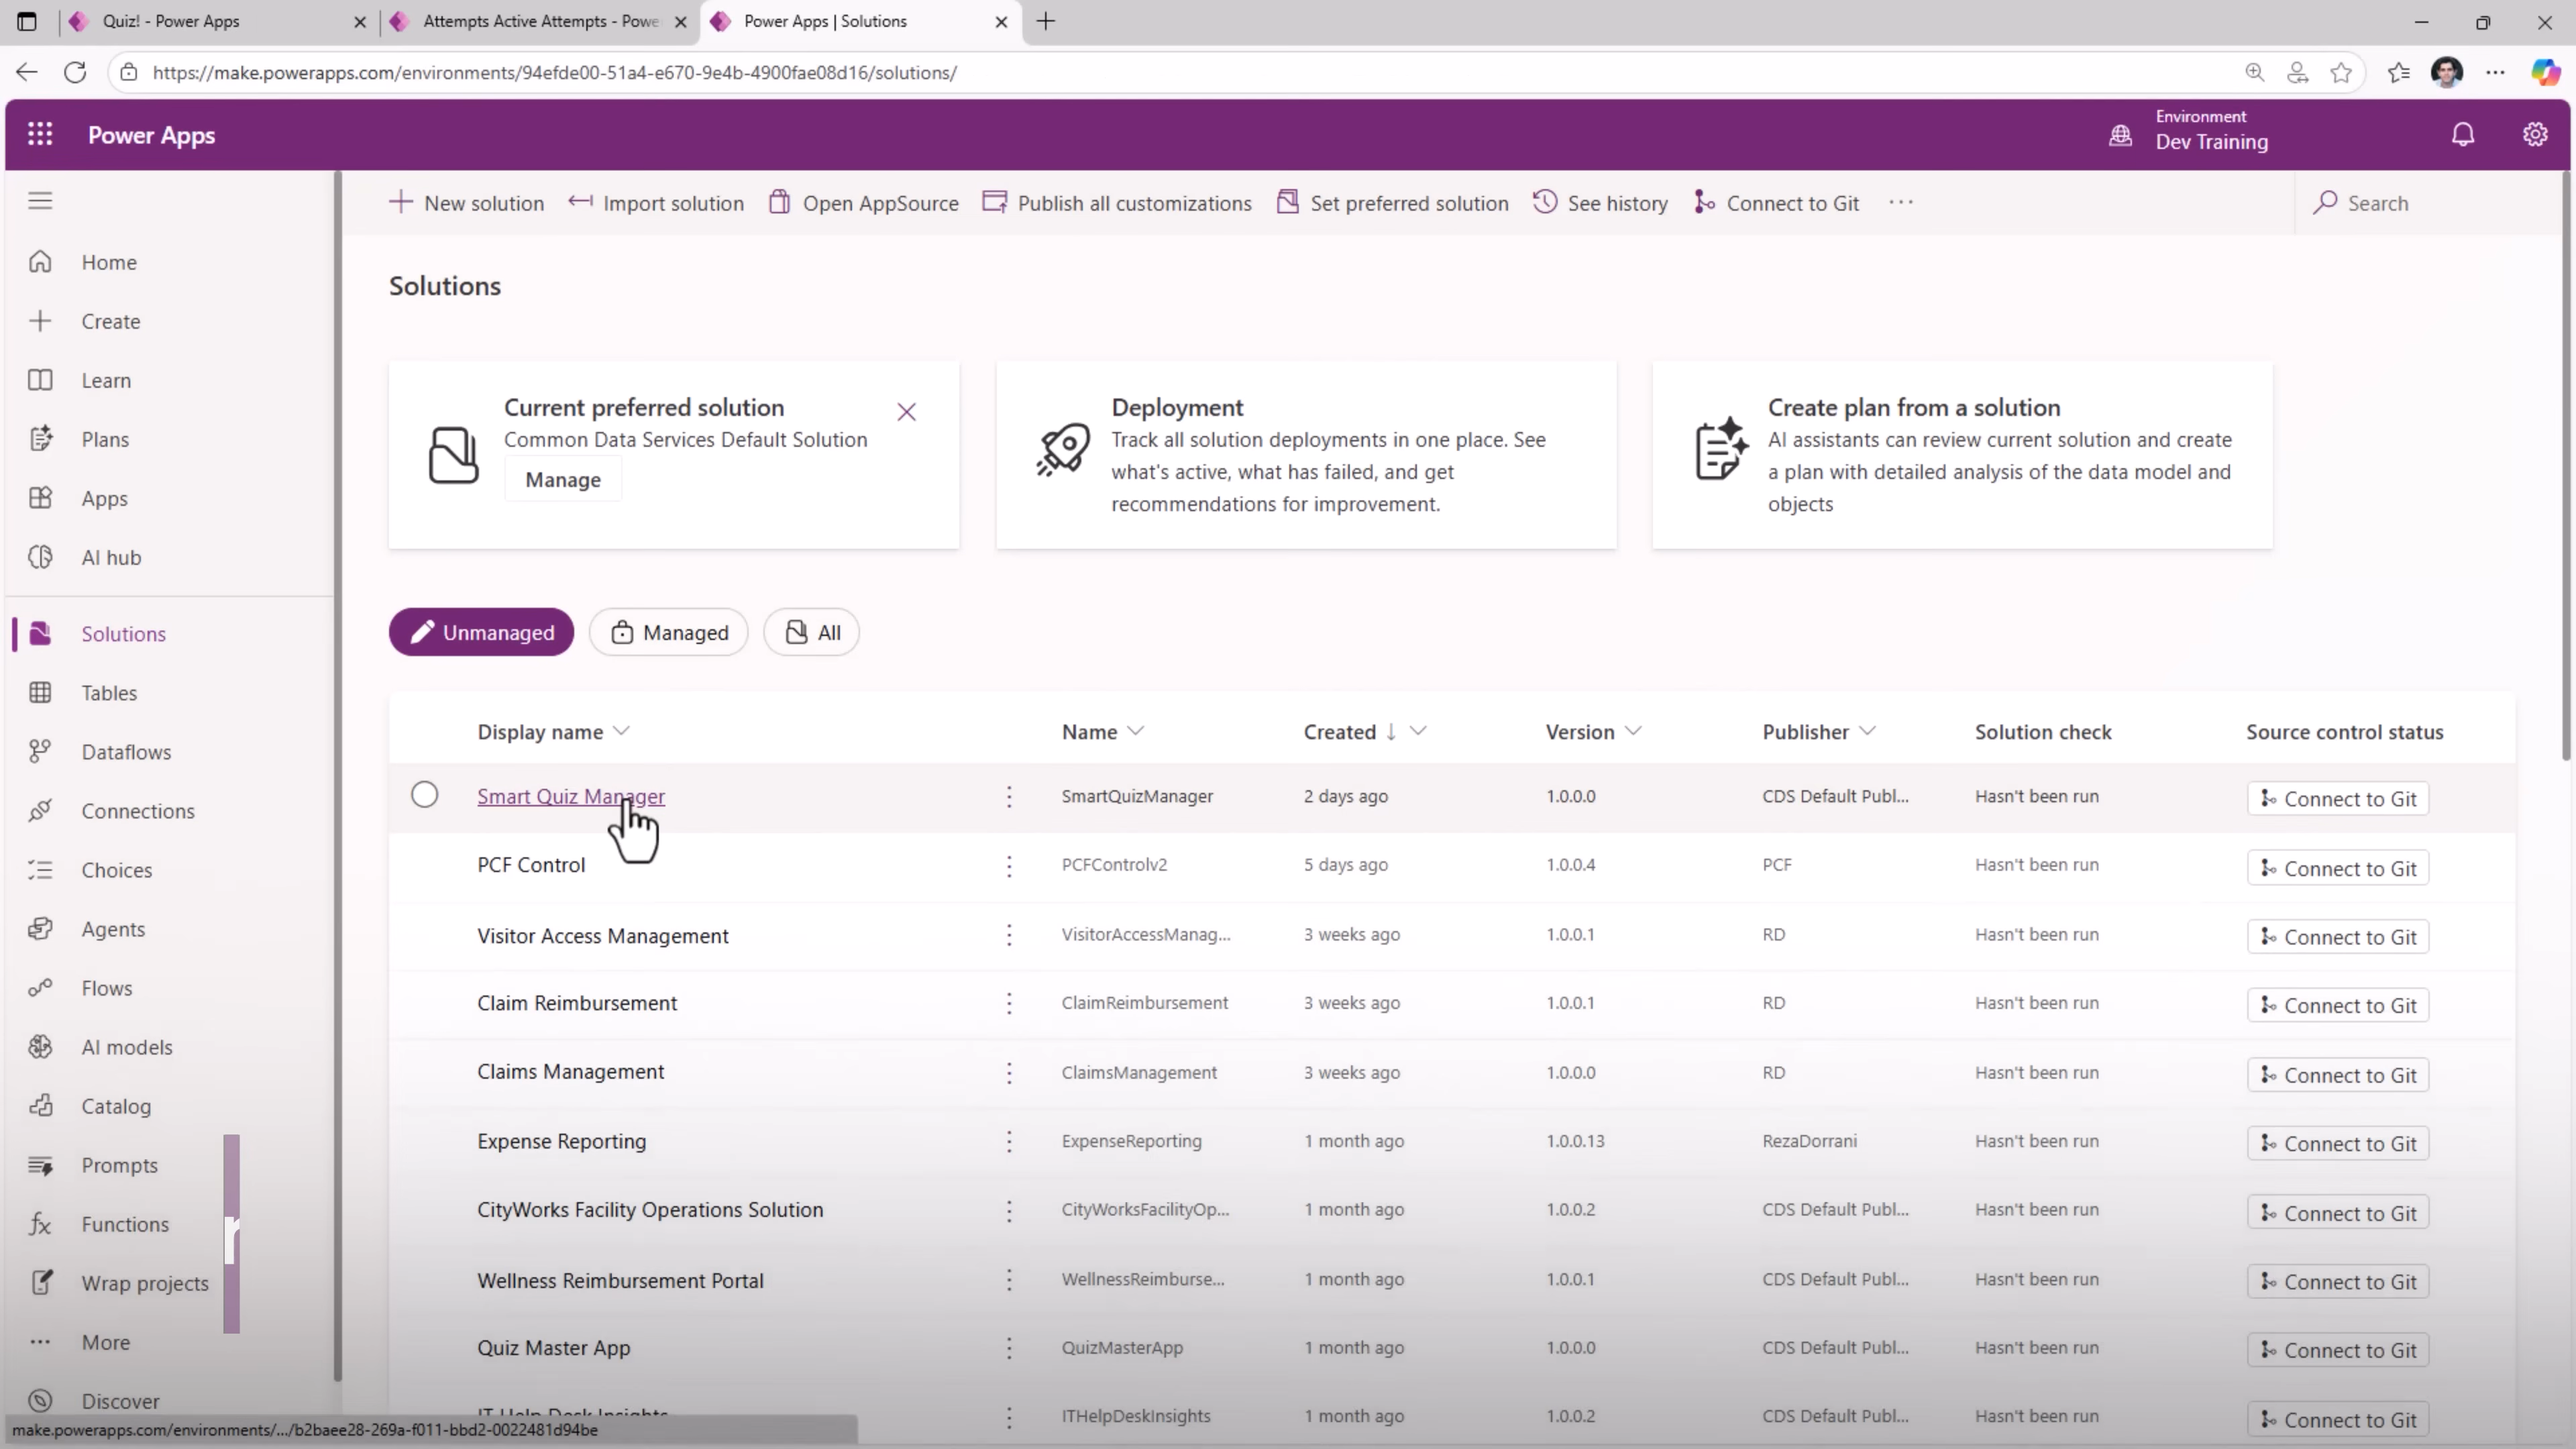 Quiz! - Power Apps
Attempts Active Attempts - Powe
Power Apps | Solutions
https://make.powerapps.com/environments/94efde00-51a4-e670-9e4b-4900fae08d16/solutions/
Power Apps
Environment
Dev Training
New solution
Import solution
Open AppSource
Publish all customizations
Set preferred solution
See history
Connect to Git
Search
Home
Create
Learn
Plans
Apps
AI hub
Solutions
Tables
Dataflows
Connections
Choices
Agents
Flows
AI models
Catalog
Prompts
Functions
Wrap projects
More
Discover
Solutions
Current preferred solution
Common Data Services Default Solution
Manage
Deployment
Track all solution deployments in one place. See
what's active, what has failed, and get
recommendations for improvement.
Create plan from a solution
AI assistants can review current solution and create
a plan with detailed analysis of the data model and
objects
Unmanaged
Managed
All
Display name Name Created Version Publisher Solution check Source control status
Smart Quiz Manager SmartQuizManager 2 days ago 1.0.0.0 CDS Default Publ... Hasn't been run Connect to Git
PCF Control PCFControlv2 5 days ago 1.0.0.4 PCF Hasn't been run Connect to Git
Visitor Access Management VisitorAccessManag... 3 weeks ago 1.0.0.1 RD Hasn't been run Connect to Git
Claim Reimbursement ClaimReimbursement 3 weeks ago 1.0.0.1 RD Hasn't been run Connect to Git
Claims Management ClaimsManagement 3 weeks ago 1.0.0.0 RD Hasn't been run Connect to Git
Expense Reporting ExpenseReporting 1 month ago 1.0.0.13 RezaDorrani Hasn't been run Connect to Git
CityWorks Facility Operations Solution CityWorksFacilityOp... 1 month ago 1.0.0.2 CDS Default Publ... Hasn't been run Connect to Git
Wellness Reimbursement Portal WellnessReimburse... 1 month ago 1.0.0.1 CDS Default Publ... Hasn't been run Connect to Git
Quiz Master App QuizMasterApp 1 month ago 1.0.0.0 CDS Default Publ... Hasn't been run Connect to Git
IT Help Desk Insights ITHelpDeskInsights 1 month ago 1.0.0.2 CDS Default Publ... Hasn't been run Connect to Git
make.powerapps.com/environments/.../b2baee28-269a-f011-bbd2-0022481d94be